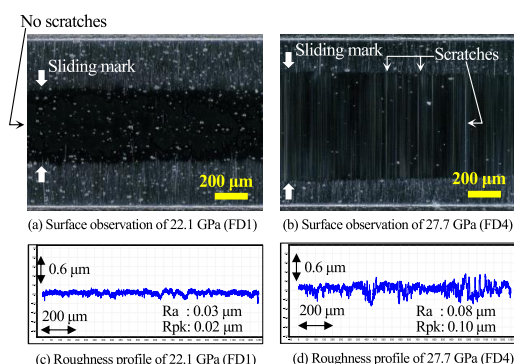 No scratches
Sliding mark
200 μm
(a) Surface observation of 22.1 GPa (FD1)
Sliding mark
Scratches
200 μm
(b) Surface observation of 27.7 GPa (FD4)
0.6 μm
200 μm
Ra : 0.03 μm
Rpk: 0.02 μm
(c) Roughness profile of 22.1 GPa (FD1)
0.6 μm
200 μm
Ra : 0.08 μm
Rpk: 0.10 μm
(d) Roughness profile of 27.7 GPa (FD4)